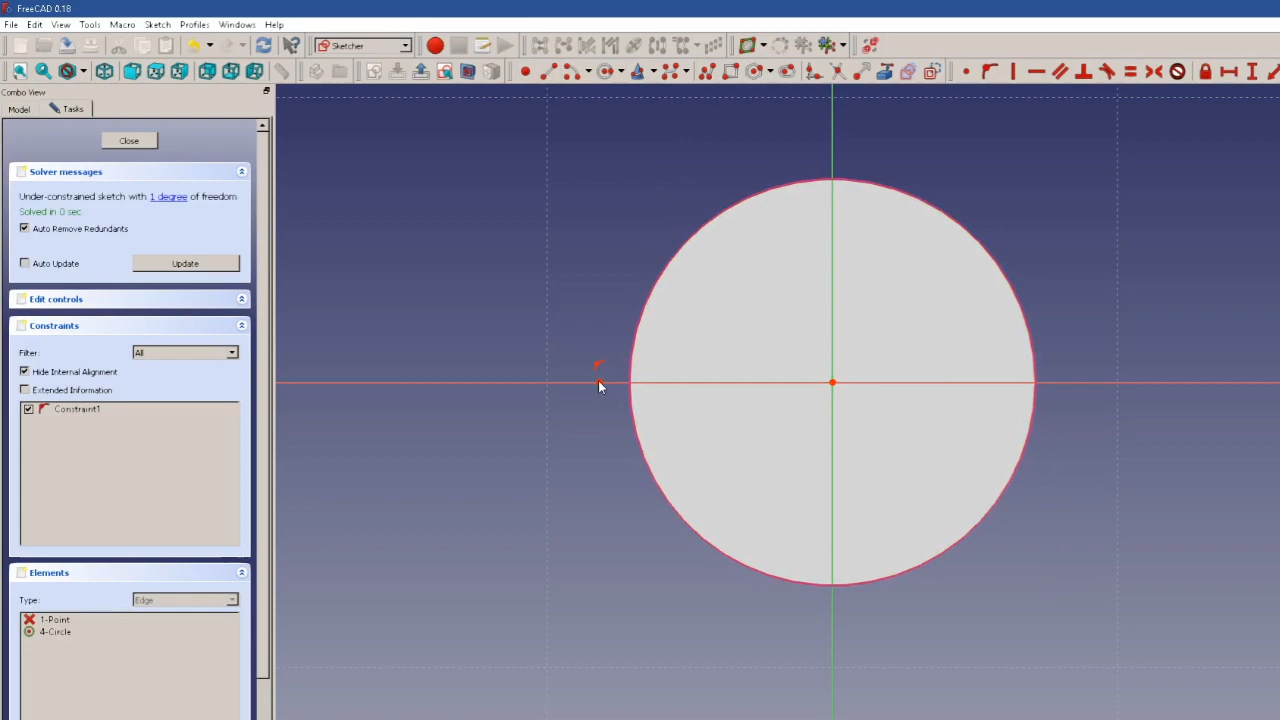 FreeCAD 0.18
File Edit View Tools Macro Sketch Profiles Windows Help
Sketcher
Combo View
Model Tasks
Close
Solver messages
Under-constrained sketch with 1 degree of freedom
Solved in 0 sec
Auto Remove Redundants
Auto Update Update
Edit controls
Constraints
Filter: All
Hide Internal Alignment
Extended Information
Constraint1
Elements
Type: Edge
1-Point
4-Circle